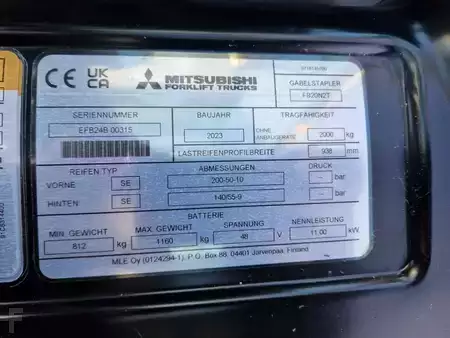 CE UK CA MITSUBISHI FORKLIFT TRUCKS
GABELSTAPLER
FB20N2T
SERIENNUMMER BAUJAHR TRAGFÄHIGKEIT
EFB24B 00315 2023 OHNE ANBAUGERÄTE 2000 kg
LASTREIFENPROFILBREITE 938 mm
REIFEN TYP ABMESSUNGEN DRUCK
VORNE: SE 200-50-10 — bar
HINTEN: SE 140/55-9 — bar
BATTERIE
MIN. GEWICHT MAX. GEWICHT SPANNUNG NENNLEISTUNG
812 kg 1160 kg 48 V 11,00 kW
MLE Oy (0124294-1), P.O. Box 88, 04401 Jarvenpaa, Finland